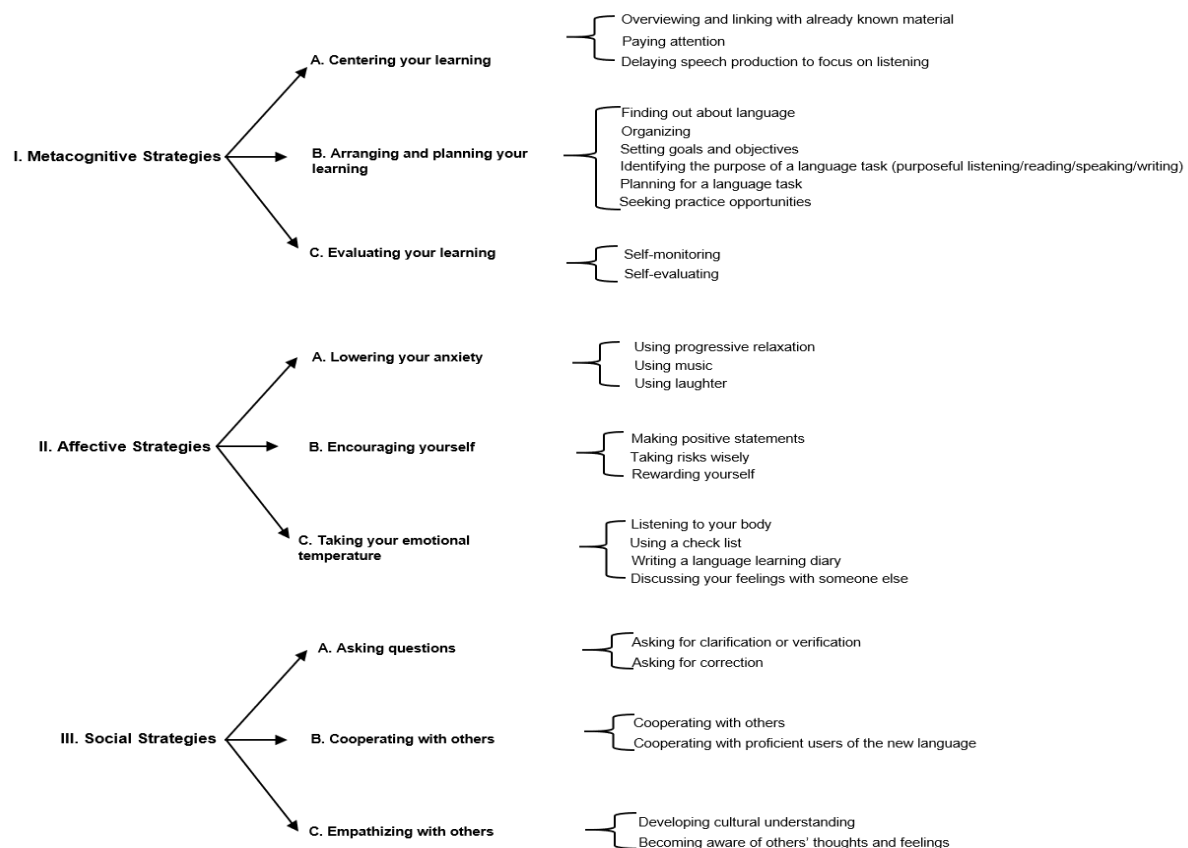 I. Metacognitive Strategies
A. Centering your learning
Overviewing and linking with already known material
Paying attention
Delaying speech production to focus on listening
B. Arranging and planning your
learning
Finding out about language
Organizing
Setting goals and objectives
Identifying the purpose of a language task (purposeful listening/reading/speaking/writing)
Planning for a language task
Seeking practice opportunities
C. Evaluating your learning
Self-monitoring
Self-evaluating
II. Affective Strategies
A. Lowering your anxiety
Using progressive relaxation
Using music
Using laughter
B. Encouraging yourself
Making positive statements
Taking risks wisely
Rewarding yourself
C. Taking your emotional
temperature
Listening to your body
Using a check list
Writing a language learning diary
Discussing your feelings with someone else
III. Social Strategies
A. Asking questions
Asking for clarification or verification
Asking for correction
B. Cooperating with others
Cooperating with others
Cooperating with proficient users of the new language
C. Empathizing with others
Developing cultural understanding
Becoming aware of others' thoughts and feelings